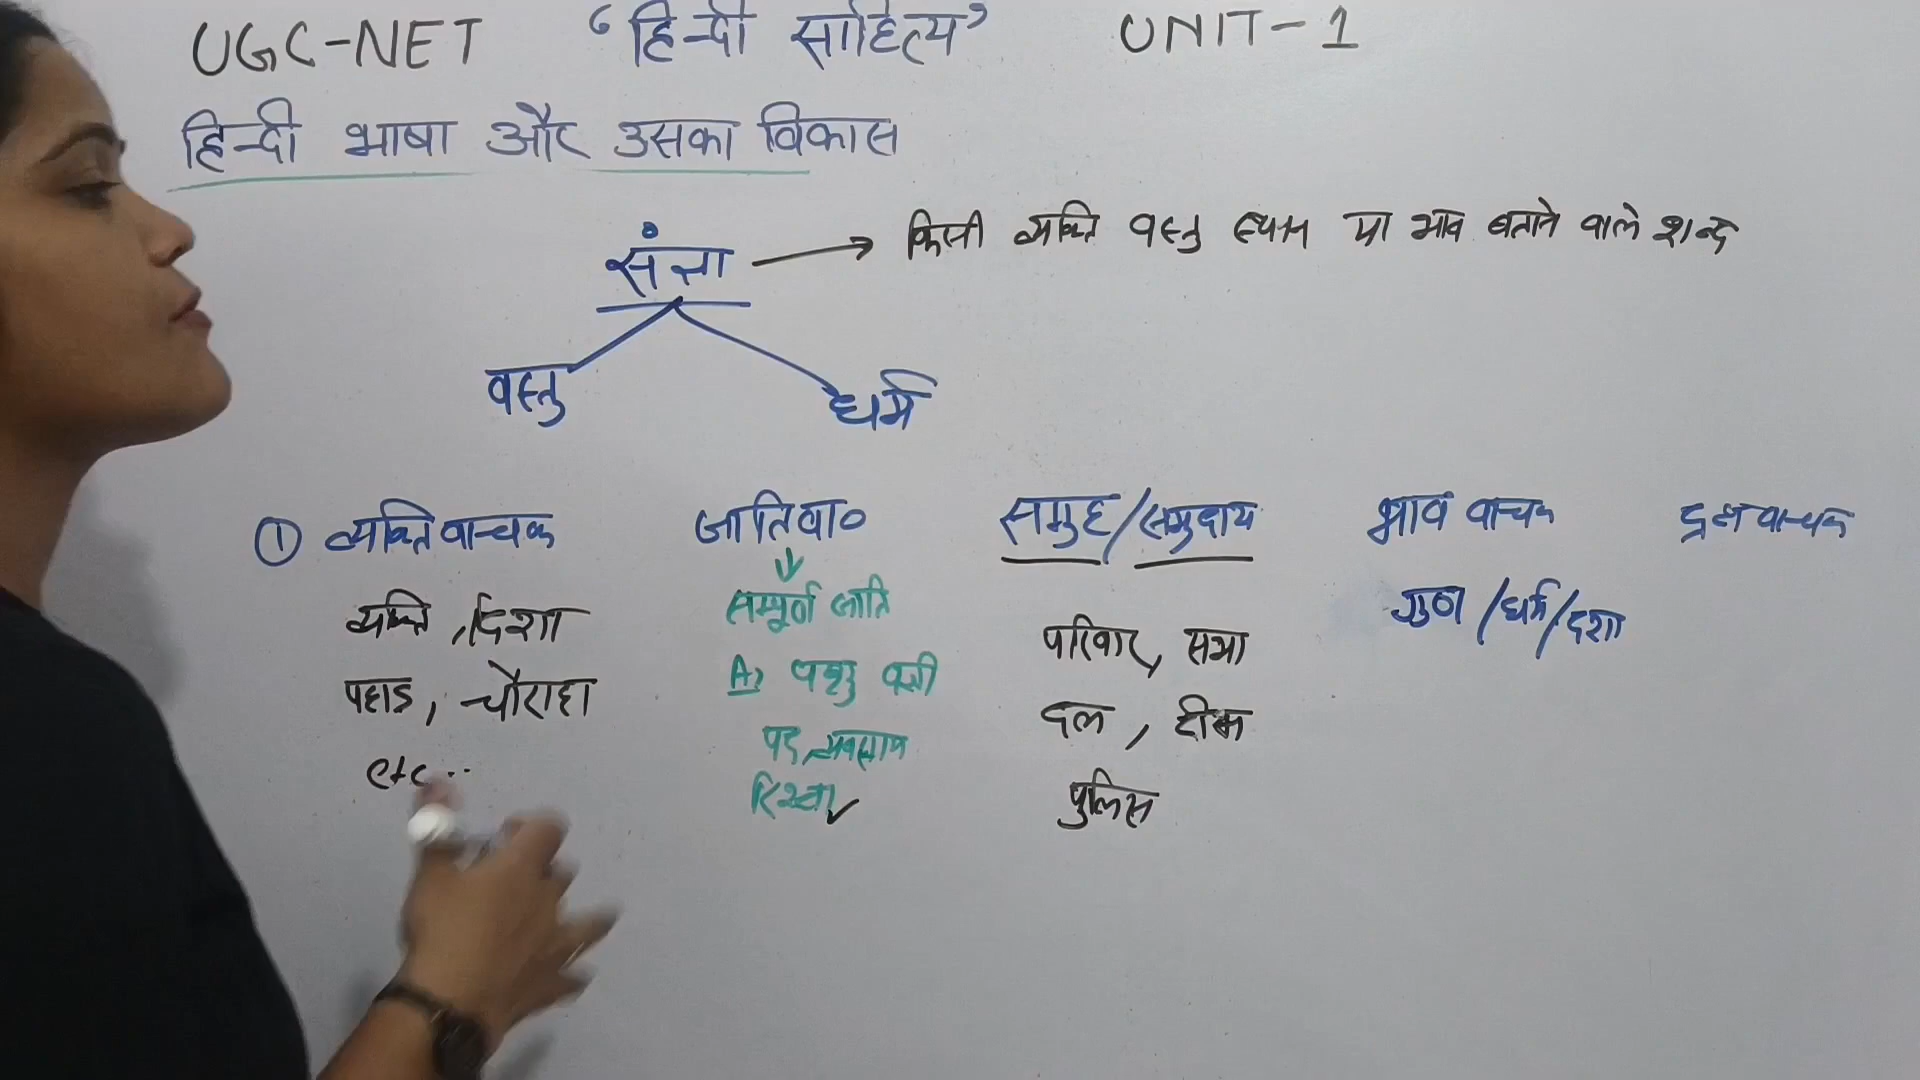 UGC-NET 'हिन्दी साहित्य' UNIT-1
हिन्दी भाषा और उसका विकास
संज्ञा → किसी व्यक्ति वस्तु स्थान या भाव बताने वाले शब्द
वस्तु धर्म
① व्यक्तिवाचक जातिवा० समुह/समुदाय भाव वाचक द्रव्यवाचक
व्यक्ति, दिशा
पहाड, चौराहा
etc...
सम्पूर्ण जाति
A, पशु पक्षी
पद, व्यवसाय
रिश्ता
परिवार, सभा
दल, टीम
पुलिस
गुण/धर्म/दशा